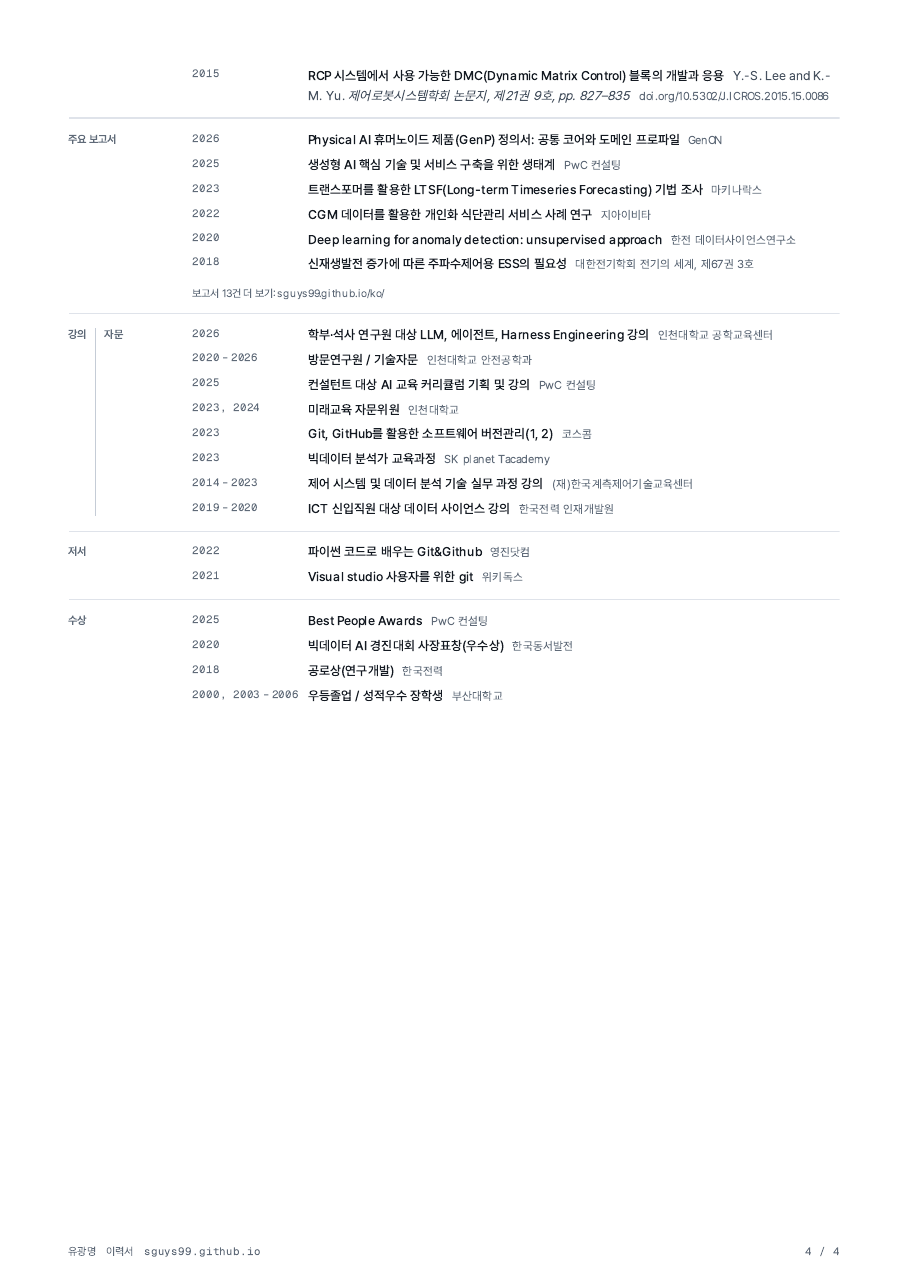 2015 RCP 시스템에서 사용 가능한 DMC(Dynamic Matrix Control) 블록의 개발과 응용 Y.-S. Lee and K.-
M. Yu. 제어로봇시스템학회 논문지, 제21권 9호, pp. 827–835 doi.org/10.5302/J.ICROS.2015.15.0086
주요 보고서 2026 Physical AI 휴머노이드 제품(GenP) 정의서: 공통 코어와 도메인 프로파일 GenON
2025 생성형 AI 핵심 기술 및 서비스 구축을 위한 생태계 PwC 컨설팅
2023 트랜스포머를 활용한 LTSF(Long-term Timeseries Forecasting) 기법 조사 마키나락스
2022 CGM 데이터를 활용한 개인화 식단관리 서비스 사례 연구 지아이비타
2020 Deep learning for anomaly detection: unsupervised approach 한전 데이터사이언스연구소
2018 신재생발전 증가에 따른 주파수제어용 ESS의 필요성 대한전기학회 전기의 세계, 제67권 3호
보고서 13건 더 보기: sguys99.github.io/ko/
강의 자문 2026 학부·석사 연구원 대상 LLM, 에이전트, Harness Engineering 강의 인천대학교 공학교육센터
2020 – 2026 방문연구원 / 기술자문 인천대학교 안전공학과
2025 컨설턴트 대상 AI 교육 커리큘럼 기획 및 강의 PwC 컨설팅
2023, 2024 미래교육 자문위원 인천대학교
2023 Git, GitHub를 활용한 소프트웨어 버전관리(1, 2) 코스콤
2023 빅데이터 분석가 교육과정 SK planet Tacademy
2014 – 2023 제어 시스템 및 데이터 분석 기술 실무 과정 강의 (재)한국계측제어기술교육센터
2019 – 2020 ICT 신입직원 대상 데이터 사이언스 강의 한국전력 인재개발원
저서 2022 파이썬 코드로 배우는 Git&Github 영진닷컴
2021 Visual studio 사용자를 위한 git 위키독스
수상 2025 Best People Awards PwC 컨설팅
2020 빅데이터 AI 경진대회 사장표창(우수상) 한국동서발전
2018 공로상(연구개발) 한국전력
2000, 2003 – 2006 우등졸업 / 성적우수 장학생 부산대학교
유광명 이력서 sguys99.github.io 4 / 4